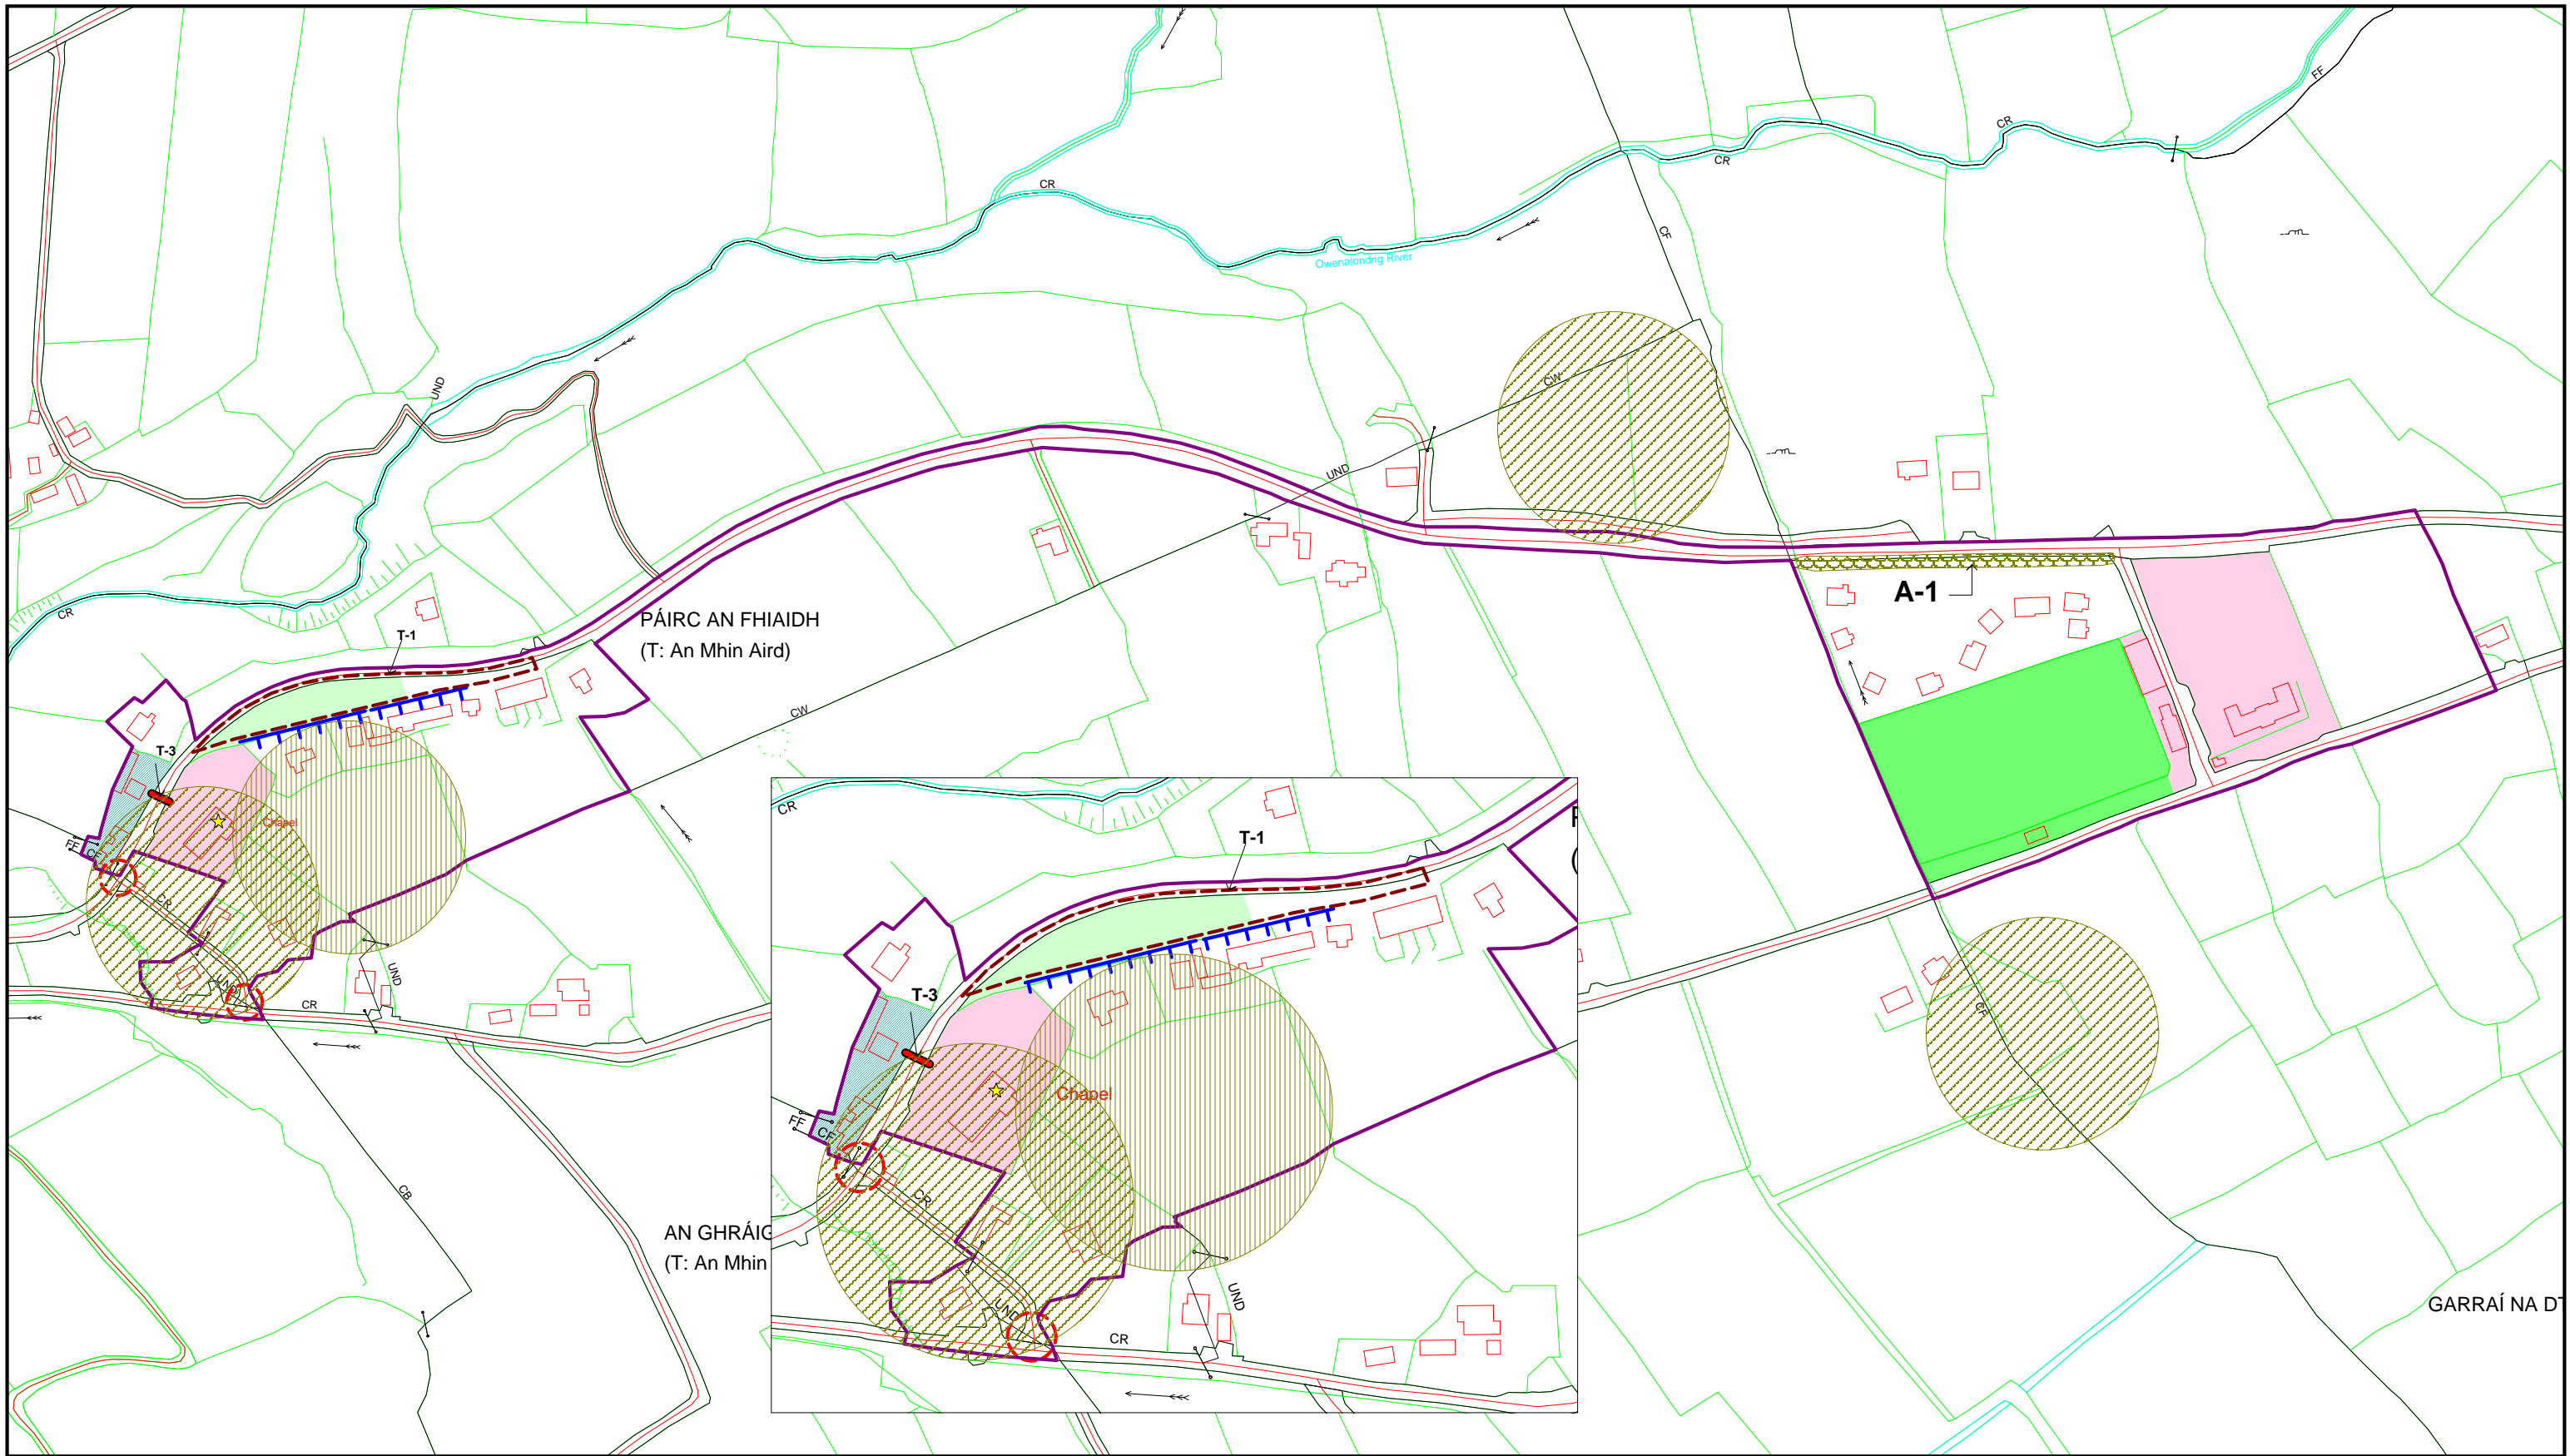 FF
CR
CR
CR
CF
Owenalondrig River
UND
CW
UND
A-1
CR
PÁIRC AN FHIAIDH
(T: An Mhin Aird)
T-1
CW
T-3
Chapel
FF
CF
CR
UND
UND
CR
CB
AN GHRÁIG
(T: An Mhin
CR
T-1
T-3
Chapel
FF
CF
CR
UND
UND
CR
CF
GARRAÍ NA DT